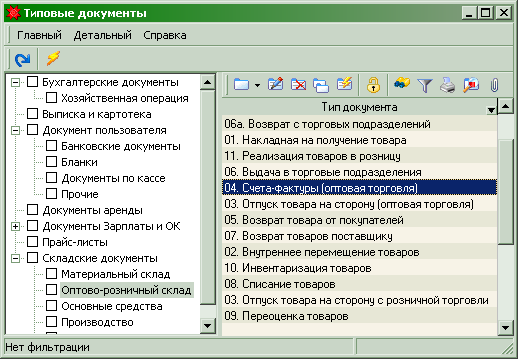 Типовые документы
Главный Детальный Справка
Бухгалтерские документы
Хозяйственная операция
Выписка и картотека
Документ пользователя
Банковские документы
Бланки
Документы по кассе
Прочие
Документы аренды
Документы Зарплаты и ОК
Прайс-листы
Складские документы
Материальный склад
Оптово-розничный склад
Основные средства
Производство
Тип документа
06а. Возврат с торговых подразделений
01. Накладная на получение товара
11. Реализация товаров в розницу
06. Выдача в торговые подразделения
04. Счета-Фактуры (оптовая торговля)
03. Отпуск товара на сторону (оптовая торговля)
05. Возврат товара от покупателей
07. Возврат товаров поставщику
02. Внутреннее перемещение товаров
10. Инвентаризация товаров
08. Списание товаров
03. Отпуск товара на сторону с розничной торговли
09. Переоценка товаров
Нет фильтрации